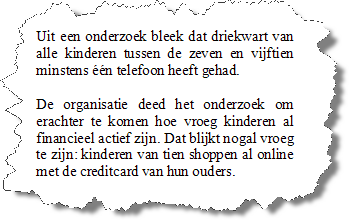 Uit een onderzoek bleek dat driekwart van
alle kinderen tussen de zeven en vijftien
minstens één telefoon heeft gehad.

De organisatie deed het onderzoek om
erachter te komen hoe vroeg kinderen al
financieel actief zijn. Dat blijkt nogal vroeg
te zijn: kinderen van tien shoppen al online
met de creditcard van hun ouders.